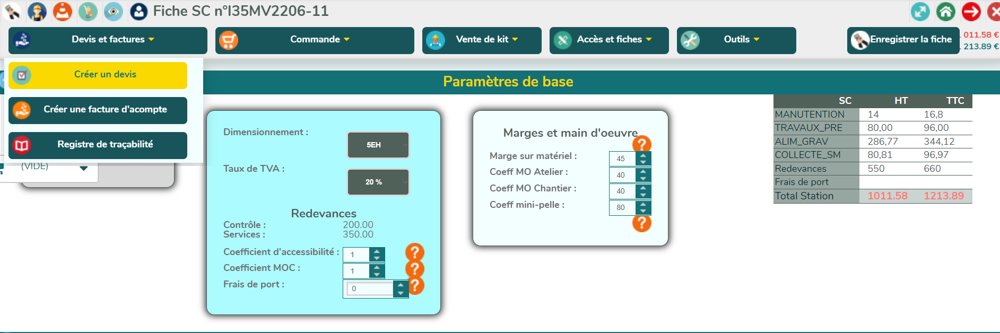 Fiche SC n°I35MV2206-11
Devis et factures
Commande
Vente de kit
Accès et fiches
Outils
Enregistrer la fiche
011.58 €
213.89 €
Créer un devis
Créer une facture d'acompte
Registre de traçabilité
(VIDE)
Paramètres de base
Dimensionnement :
5EH
Taux de TVA :
20 %
Redevances
Contrôle : 200.00
Services : 350.00
Coefficient d'accessibilité : 1 ?
Coefficient MOC : 1 ?
Frais de port : 0 ?
Marges et main d'oeuvre
?
Marge sur matériel : 45
Coeff MO Atelier : 40
Coeff MO Chantier : 40
Coeff mini-pelle : 80
?
SC HT TTC
MANUTENTION 14 16,8
TRAVAUX_PRE 80,00 96,00
ALIM_GRAV 286,77 344,12
COLLECTE_SM 80,81 96,97
Redevances 550 660
Frais de port
Total Station 1011.58 1213.89